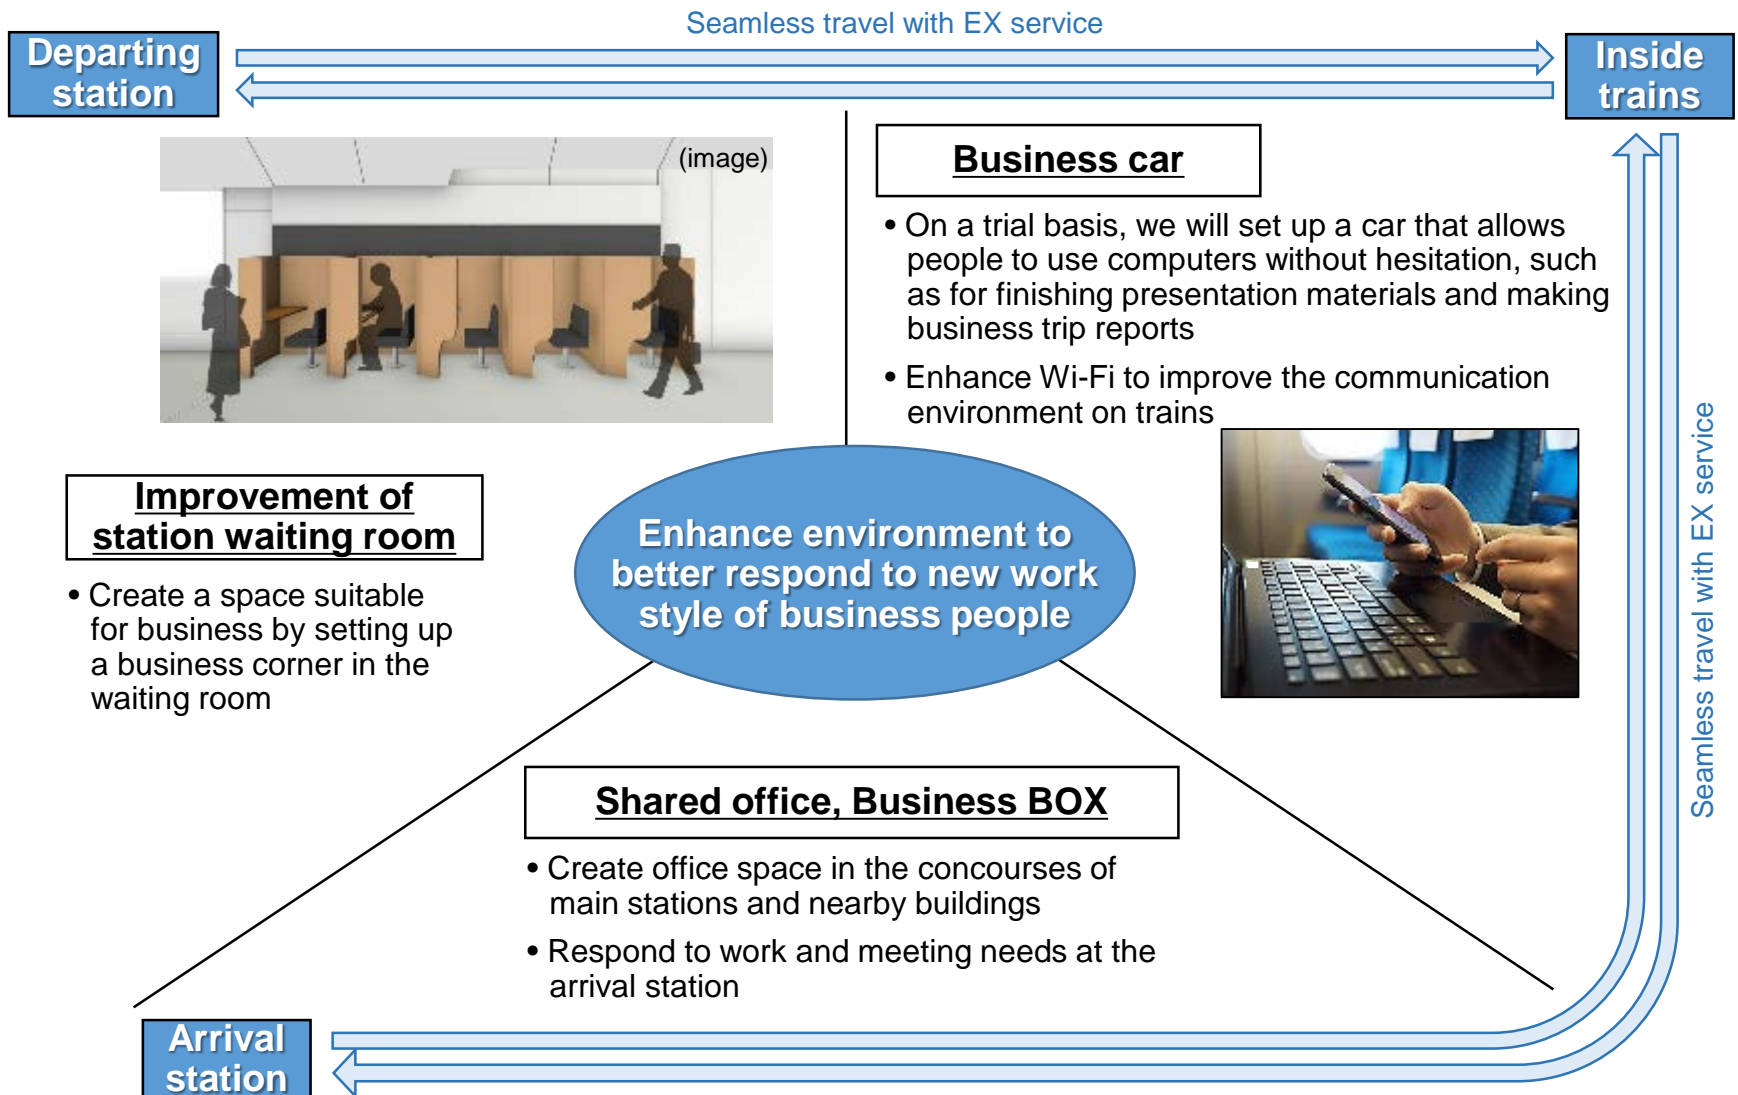 Seamless travel with EX service
Departing
station
Inside
trains
(image)
Business car
• On a trial basis, we will set up a car that allows
people to use computers without hesitation, such
as for finishing presentation materials and making
business trip reports
• Enhance Wi-Fi to improve the communication
environment on trains
Improvement of
station waiting room
• Create a space suitable
for business by setting up
a business corner in the
waiting room
Enhance environment to
better respond to new work
style of business people
Seamless travel with EX service
Shared office, Business BOX
• Create office space in the concourses of
main stations and nearby buildings
• Respond to work and meeting needs at the
arrival station
Arrival
station